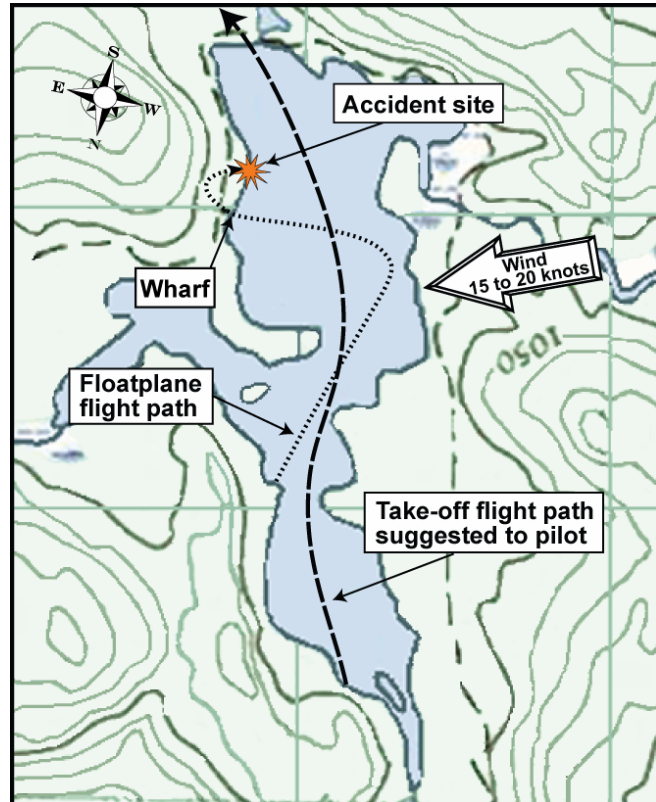 S
E
W
N
Accident site
Wind
15 to 20 knots
Wharf
1050
Floatplane
flight path
Take-off flight path
suggested to pilot